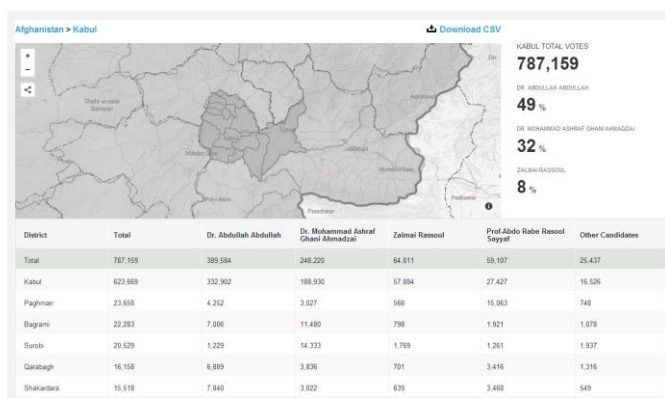 Afghanistan > Kabul
Download CSV
KABUL TOTAL VOTES
787,159
DR. ABDULLAH ABDULLAH
49 %
DR. MOHAMMAD ASHRAF GHANI AHMADZAI
32 %
ZALMAI RASSOUL
8 %
+
−
Jalalabad
Peshawar
Parachinar
District Total Dr. Abdullah Abdullah Dr. Mohammad Ashraf Ghani Ahmadzai Zalmai Rassoul Prof-Abdo Rabe Rasool Sayyaf Other Candidates
Total 787,159 389,584 248,220 64,811 59,107 25,437
Kabul 623,669 332,902 188,930 57,884 27,427 16,526
Paghman 23,658 4,252 3,027 568 15,063 748
Bagrami 22,283 7,006 11,480 798 1,921 1,078
Surobi 20,529 1,229 14,333 1,769 1,261 1,937
Qarabagh 16,158 6,889 3,836 701 3,416 1,316
Shakardara 15,518 7,840 3,022 639 3,468 549